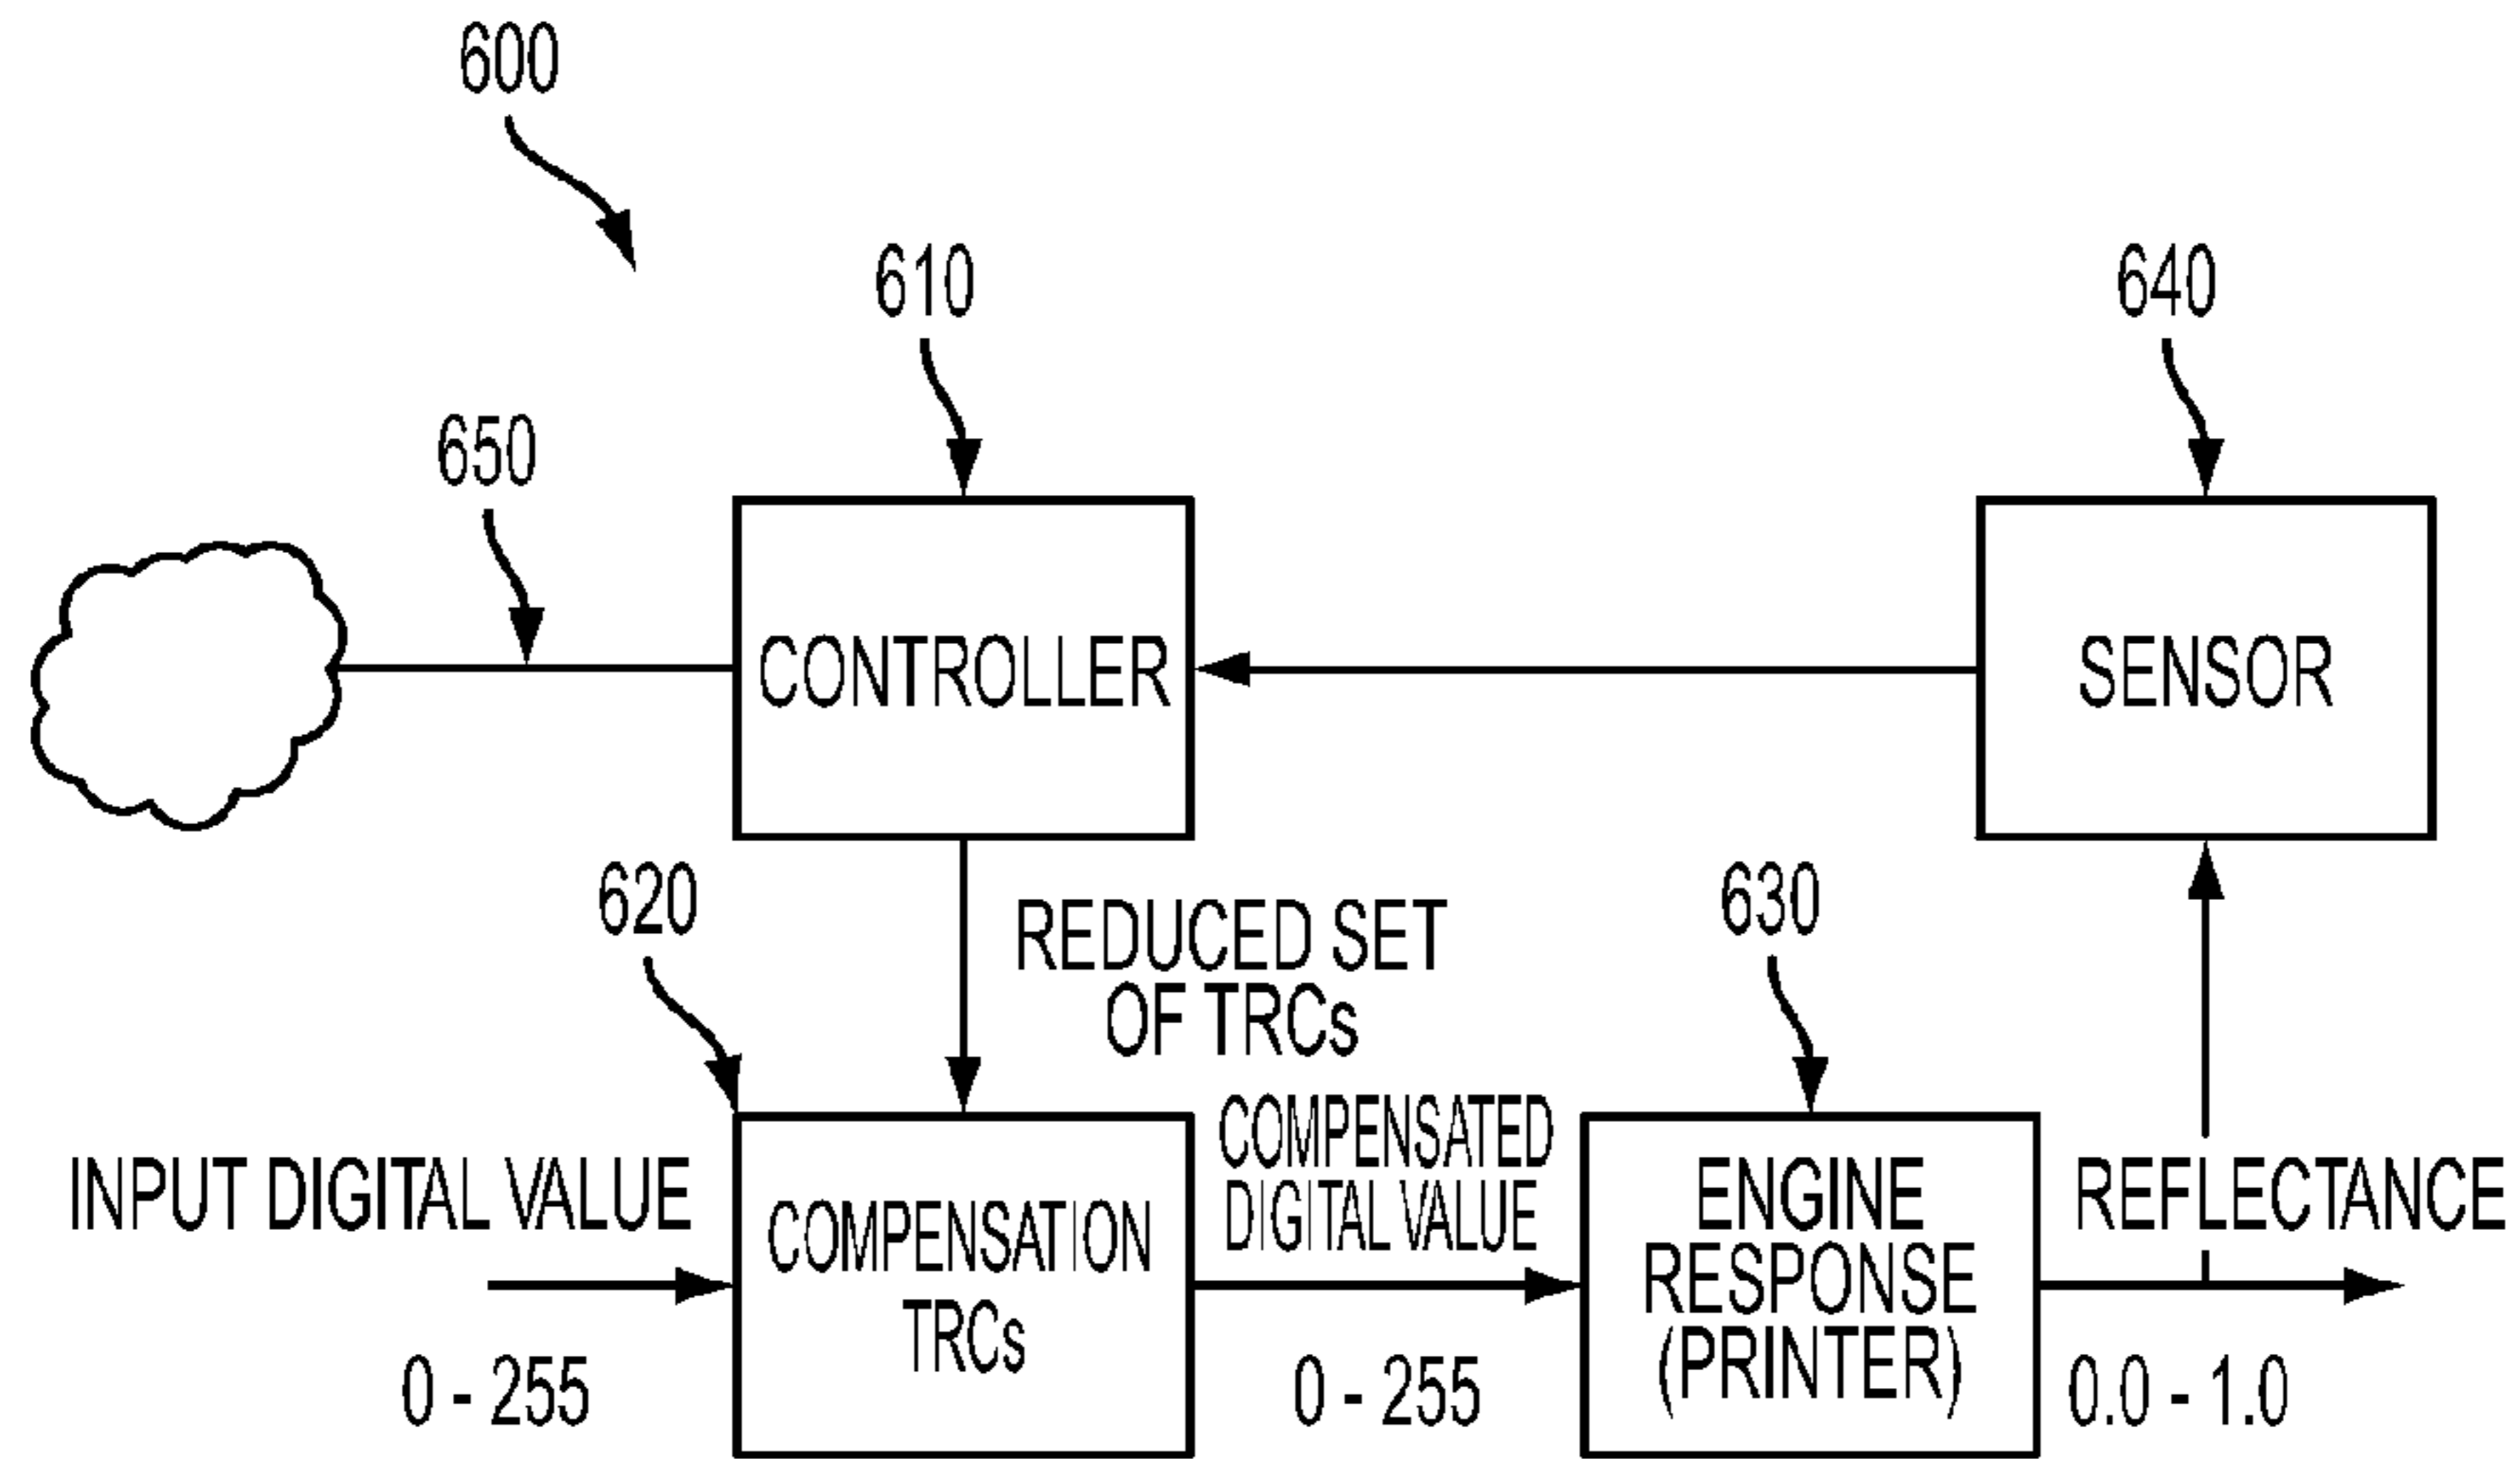 600
610
640
650
CONTROLLER
SENSOR
620
REDUCED SET
OF TRCs
630
INPUT DIGITAL VALUE
0 - 255
COMPENSATION
TRCs
COMPENSATED
DIGITAL VALUE
0 - 255
ENGINE
RESPONSE
(PRINTER)
REFLECTANCE
0.0 - 1.0